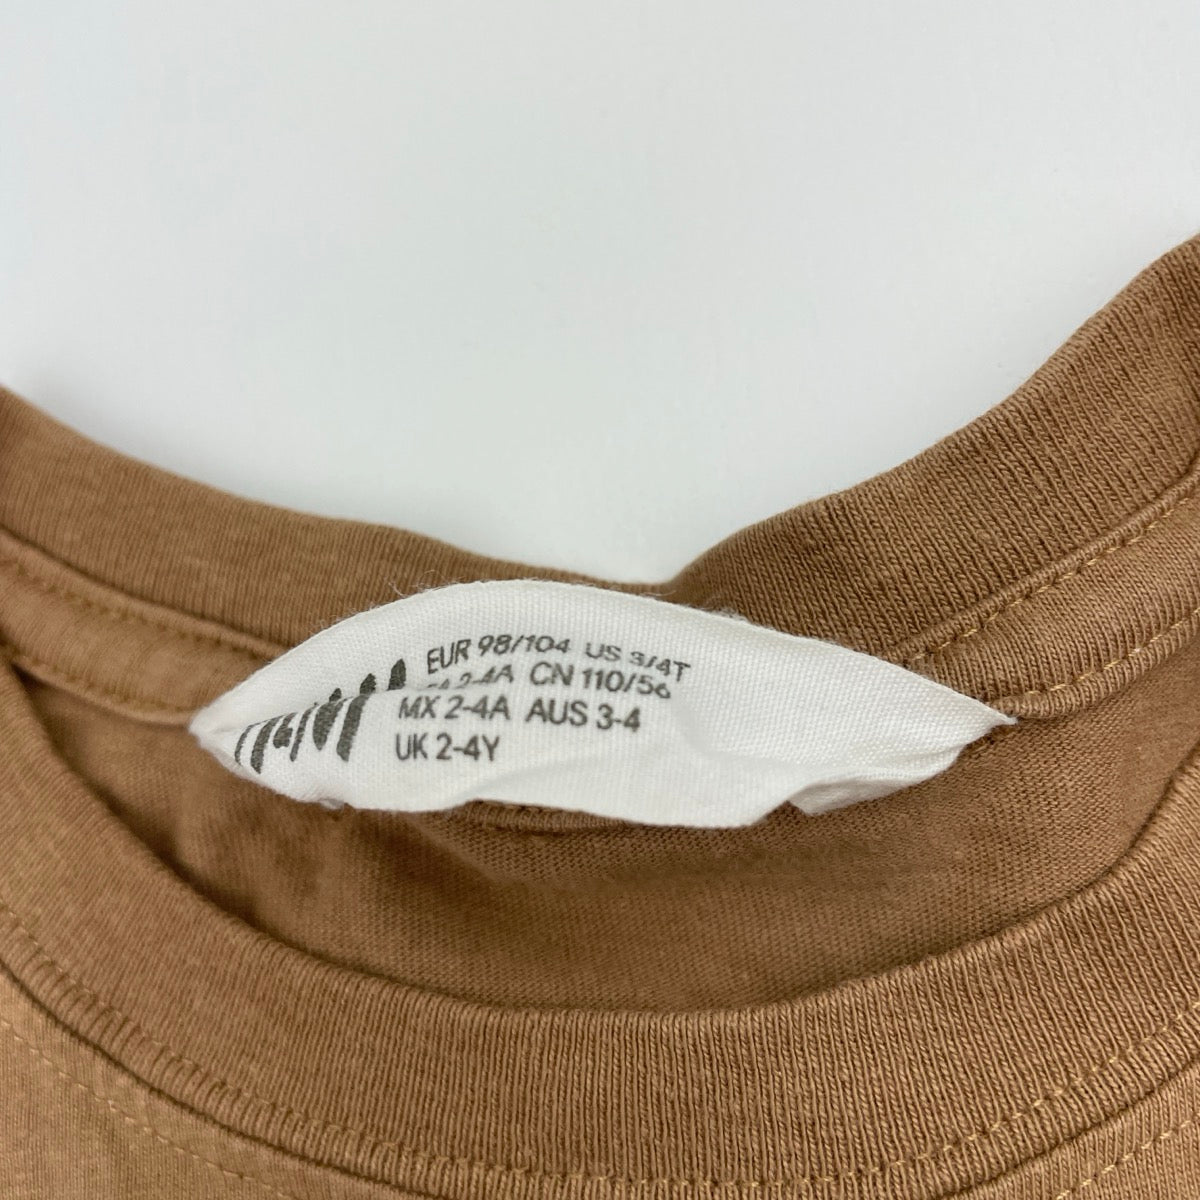 EUR 98/104 US 3/4T
2-4A CN 110/56
MX 2-4A AUS 3-4
UK 2-4Y